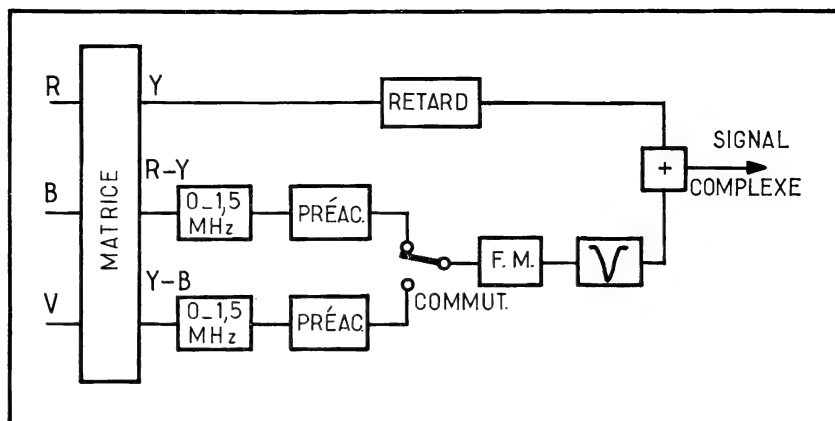 R
Y
RETARD
SIGNAL
+
COMPLEXE
MATRICE
B
R-Y
0_1,5
MHz
PRÉAC.
F.M.
COMMUT.
V
Y-B
0_1,5
MHz
PRÉAC.